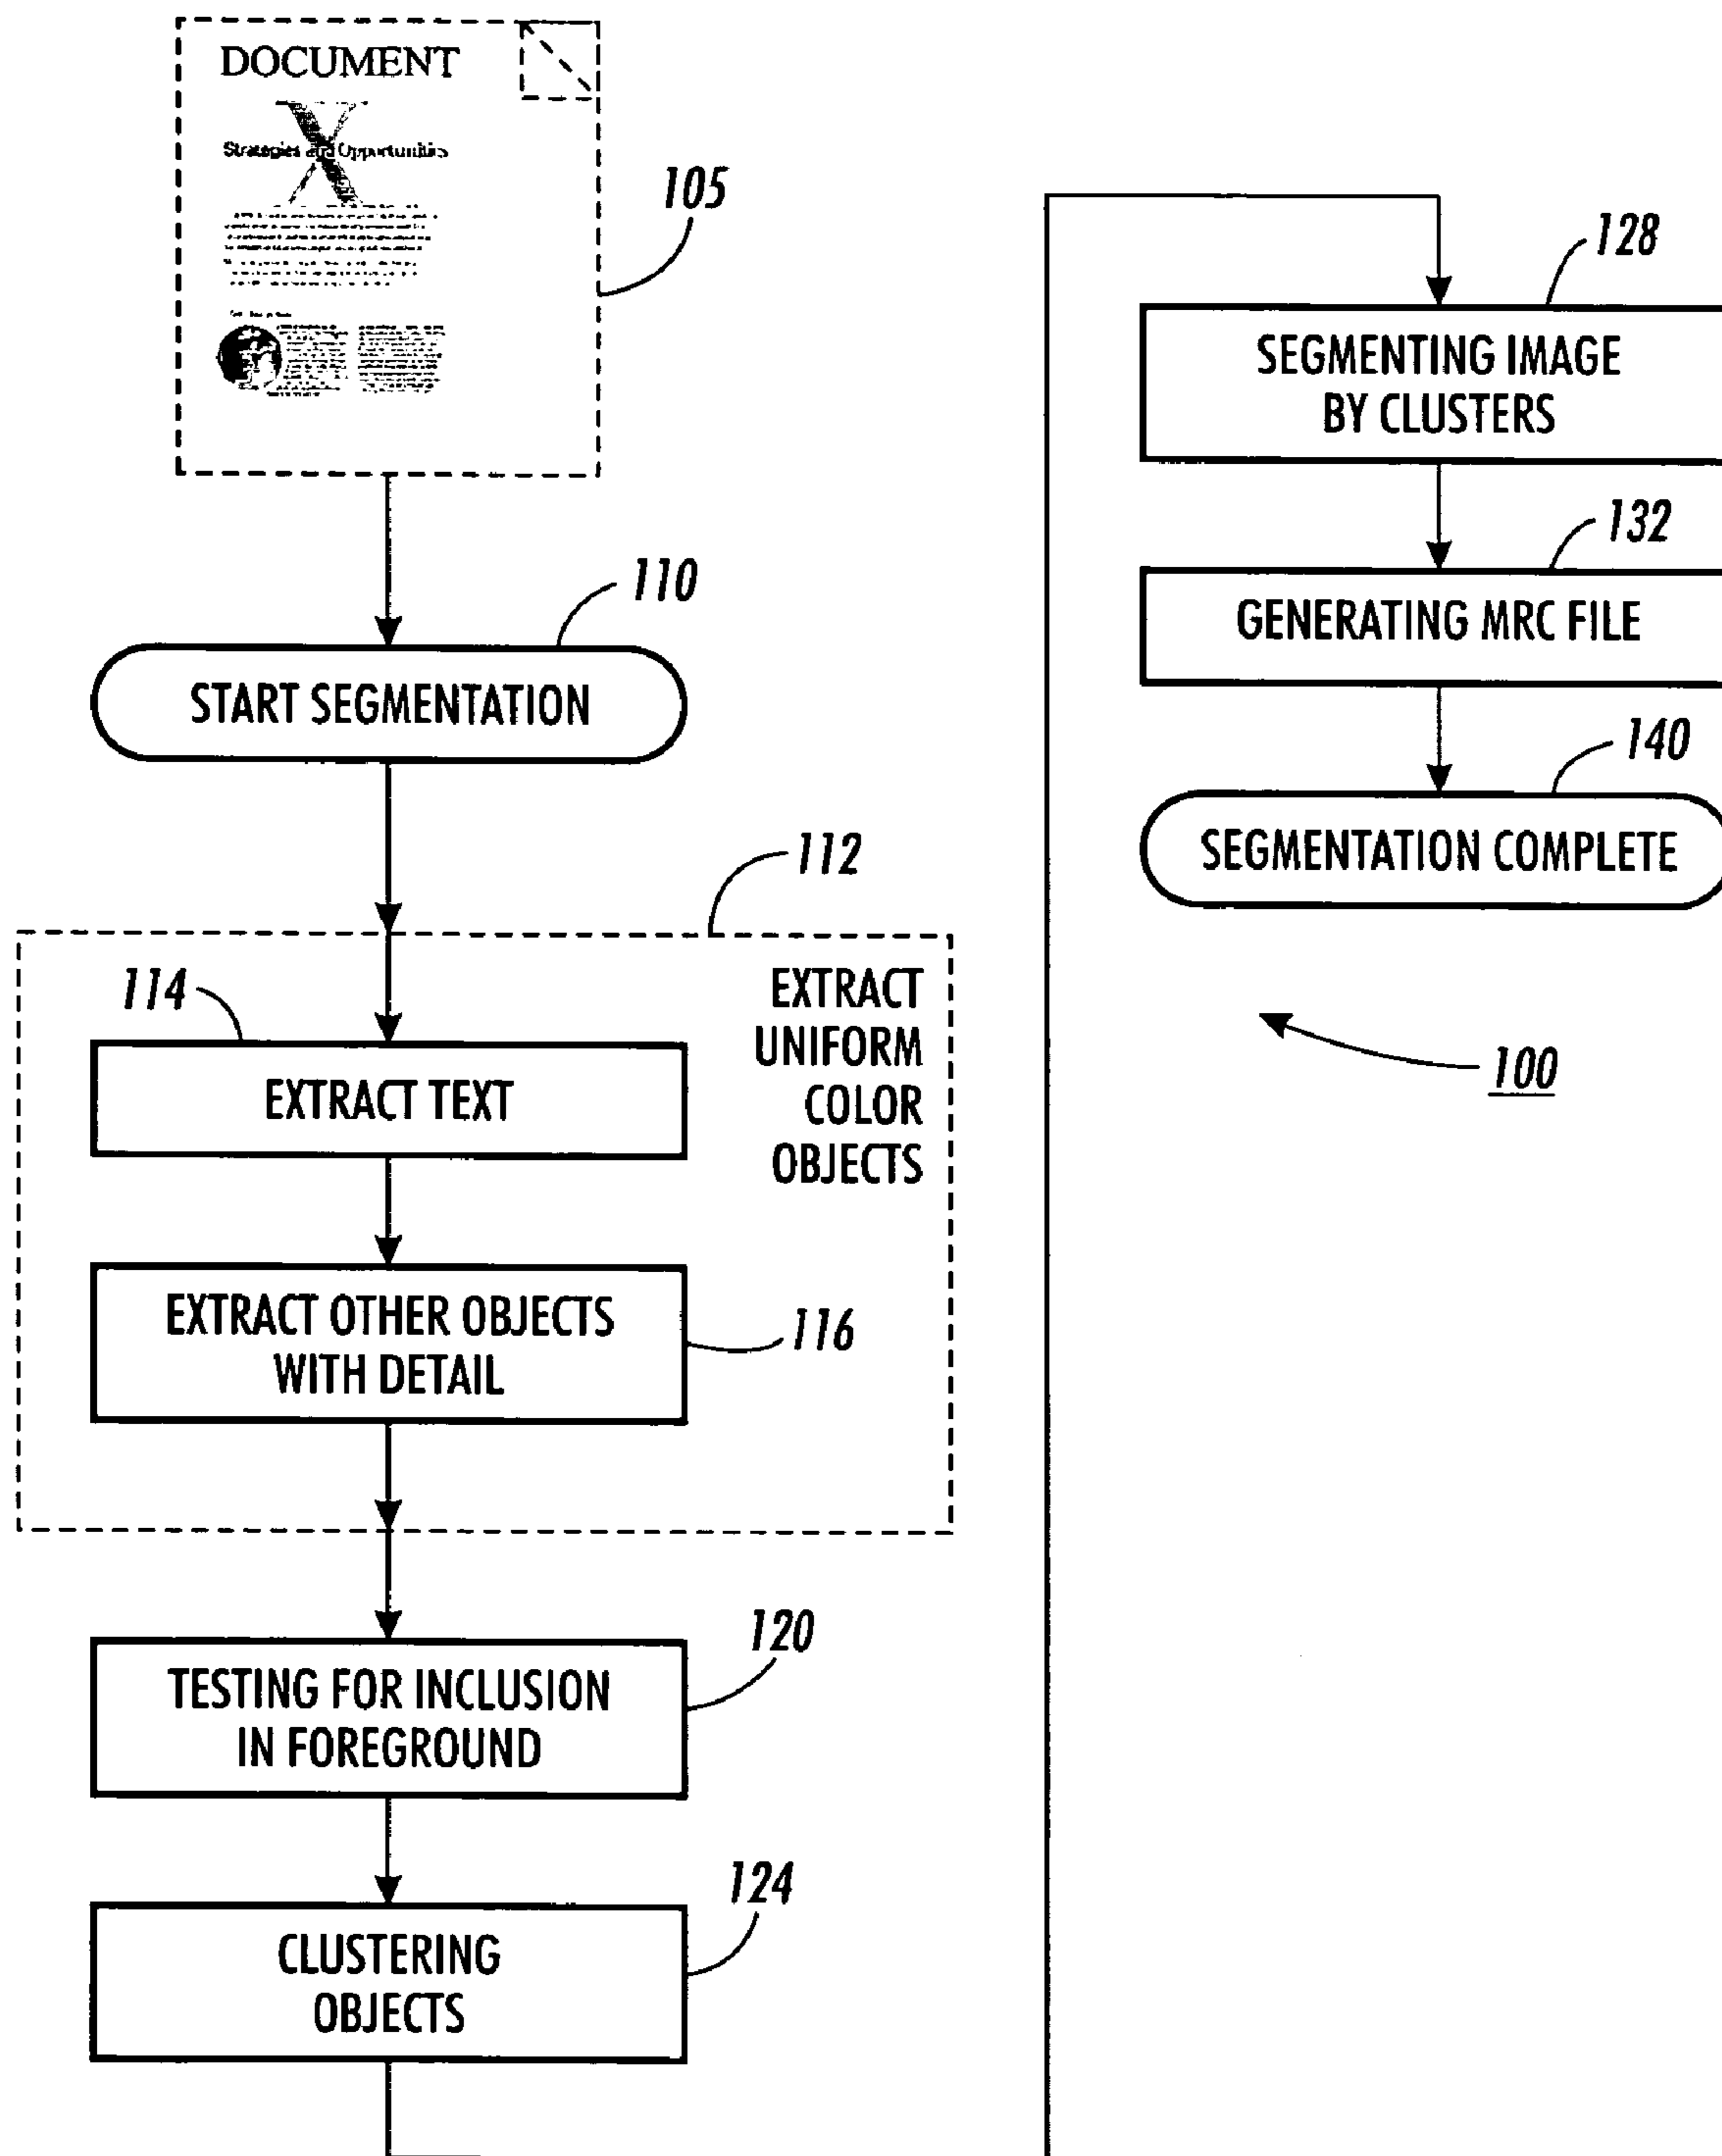 DOCUMENT
X
Strategies and Opportunities
105
110
START SEGMENTATION
112
EXTRACT
UNIFORM
COLOR
OBJECTS
114
EXTRACT TEXT
EXTRACT OTHER OBJECTS
WITH DETAIL
116
120
TESTING FOR INCLUSION
IN FOREGROUND
124
CLUSTERING
OBJECTS
128
SEGMENTING IMAGE
BY CLUSTERS
132
GENERATING MRC FILE
140
SEGMENTATION COMPLETE
100